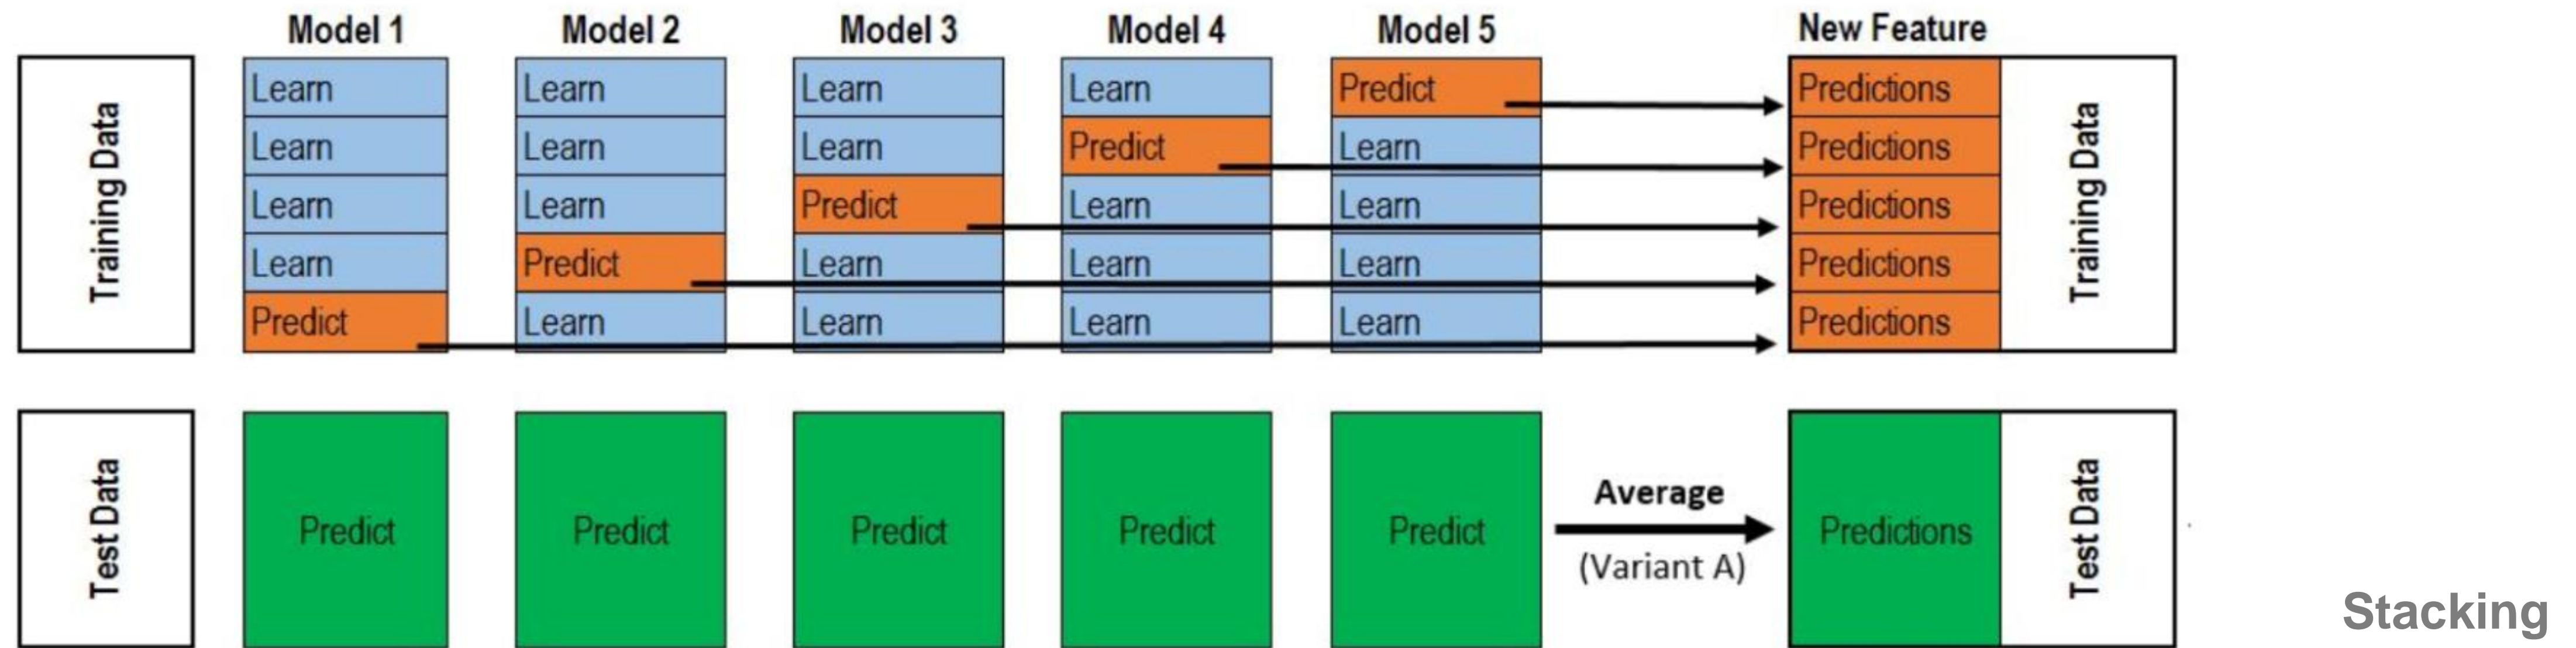 Model 1 Model 2 Model 3 Model 4 Model 5 New Feature
Training Data
Learn Learn Learn Learn Predict Predictions
Learn Learn Learn Predict Learn Predictions
Learn Learn Predict Learn Learn Predictions
Learn Predict Learn Learn Learn Predictions
Predict Learn Learn Learn Learn Predictions
Training Data
Test Data
Predict Predict Predict Predict Predict
Average
(Variant A)
Predictions
Test Data
Stacking